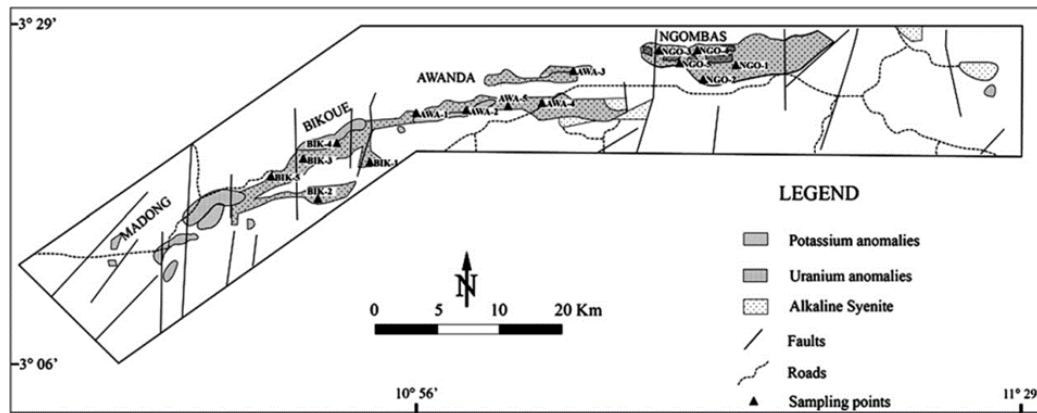 3° 29'
NGOMBAS
NGO-3
NGO-4
NGO-5
NGO-1
NGO-2
AWANDA
AWA-3
AWA-5
AWA-4
AWA-1
AWA-2
BIKOUE
BIK-4
BIK-3
BIK-1
BIK-5
BIK-2
MADONG
LEGEND
Potassium anomalies
Uranium anomalies
Alkaline Syenite
Faults
Roads
Sampling points
N
0 5 10 20 Km
3° 06'
10° 56'
11° 29'